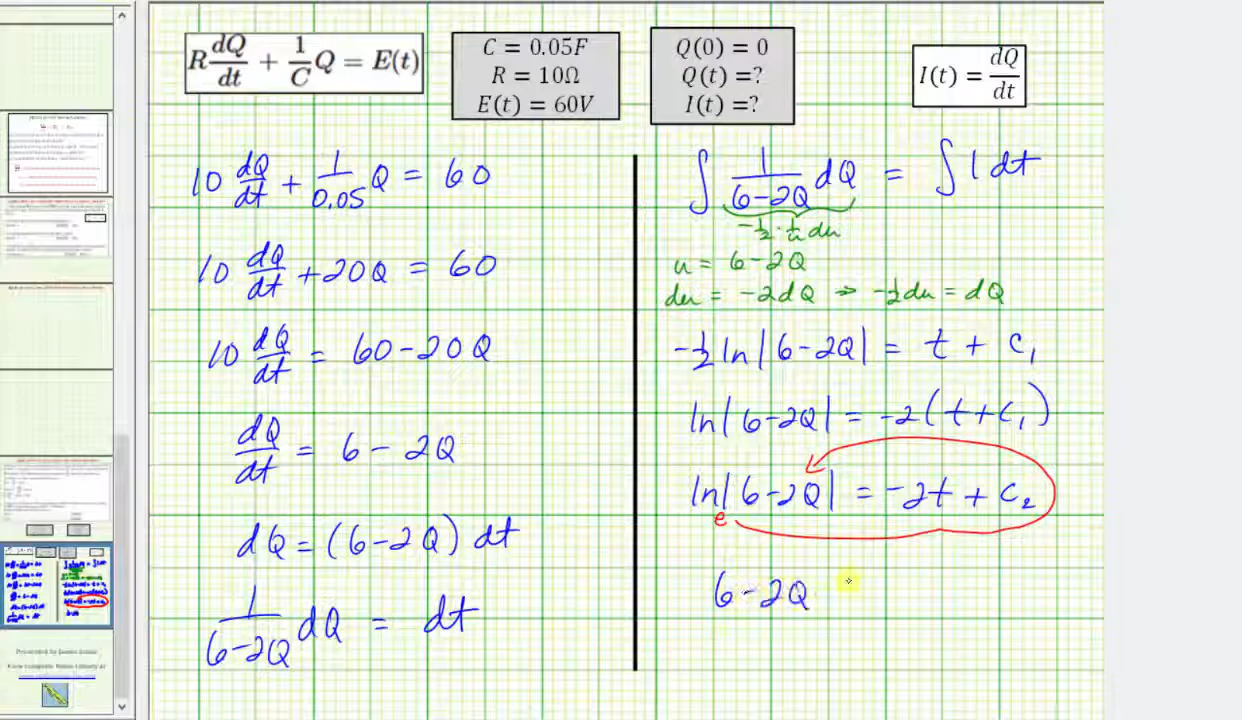 R dQ/dt + 1/C Q = E(t)
C = 0.05F
R = 10Ω
E(t) = 60V
Q(0) = 0
Q(t) =?
I(t) =?
I(t) = dQ/dt
10 dQ/dt + 1/0.05 Q = 60
10 dQ/dt + 20Q = 60
10 dQ/dt = 60 - 20Q
dQ/dt = 6 - 2Q
dQ = (6-2Q) dt
1/(6-2Q) dQ = dt
∫ 1/(6-2Q) dQ = ∫ 1 dt
-1/2 · 1/u du
u = 6-2Q
du = -2dQ ⇒ -1/2 du = dQ
-1/2 ln|6-2Q| = t + C₁
ln|6-2Q| = -2(t+C₁)
ln|6-2Q| = -2t + C₂
e
6-2Q